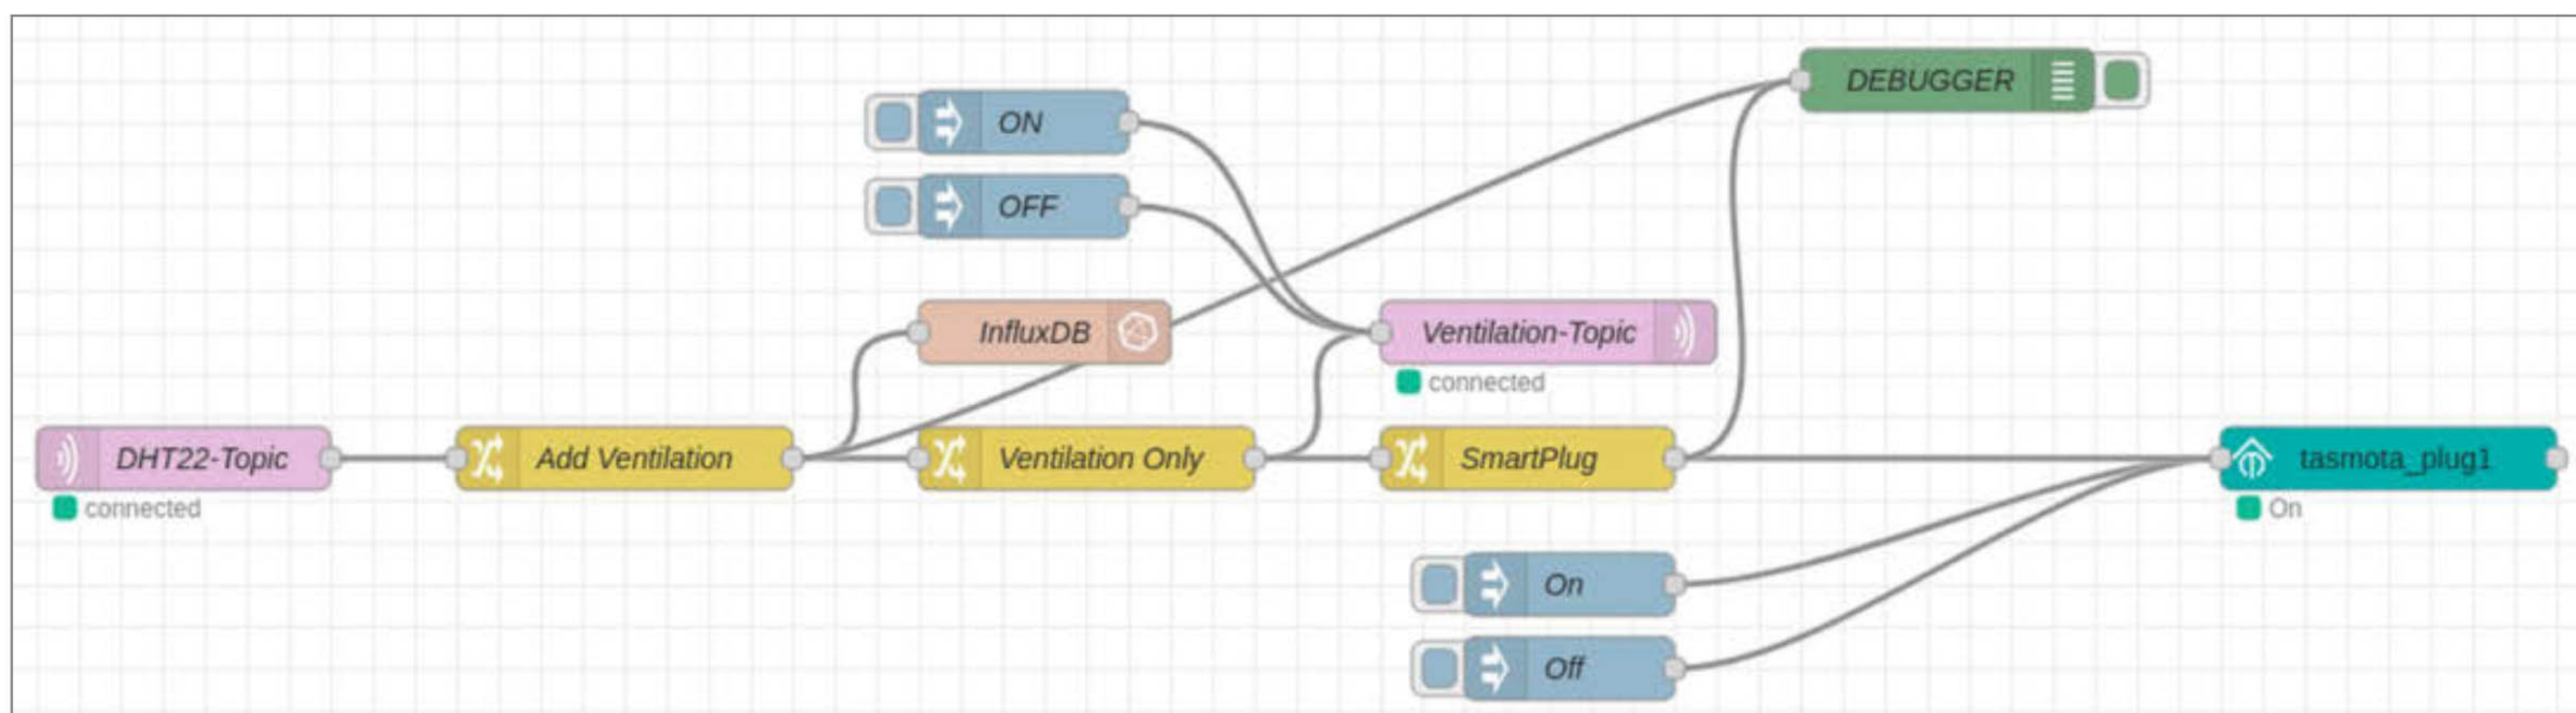 DEBUGGER
ON
OFF
InfluxDB
Ventilation-Topic
connected
DHT22-Topic
Add Ventilation
Ventilation Only
SmartPlug
tasmota_plug1
connected
On
On
Off